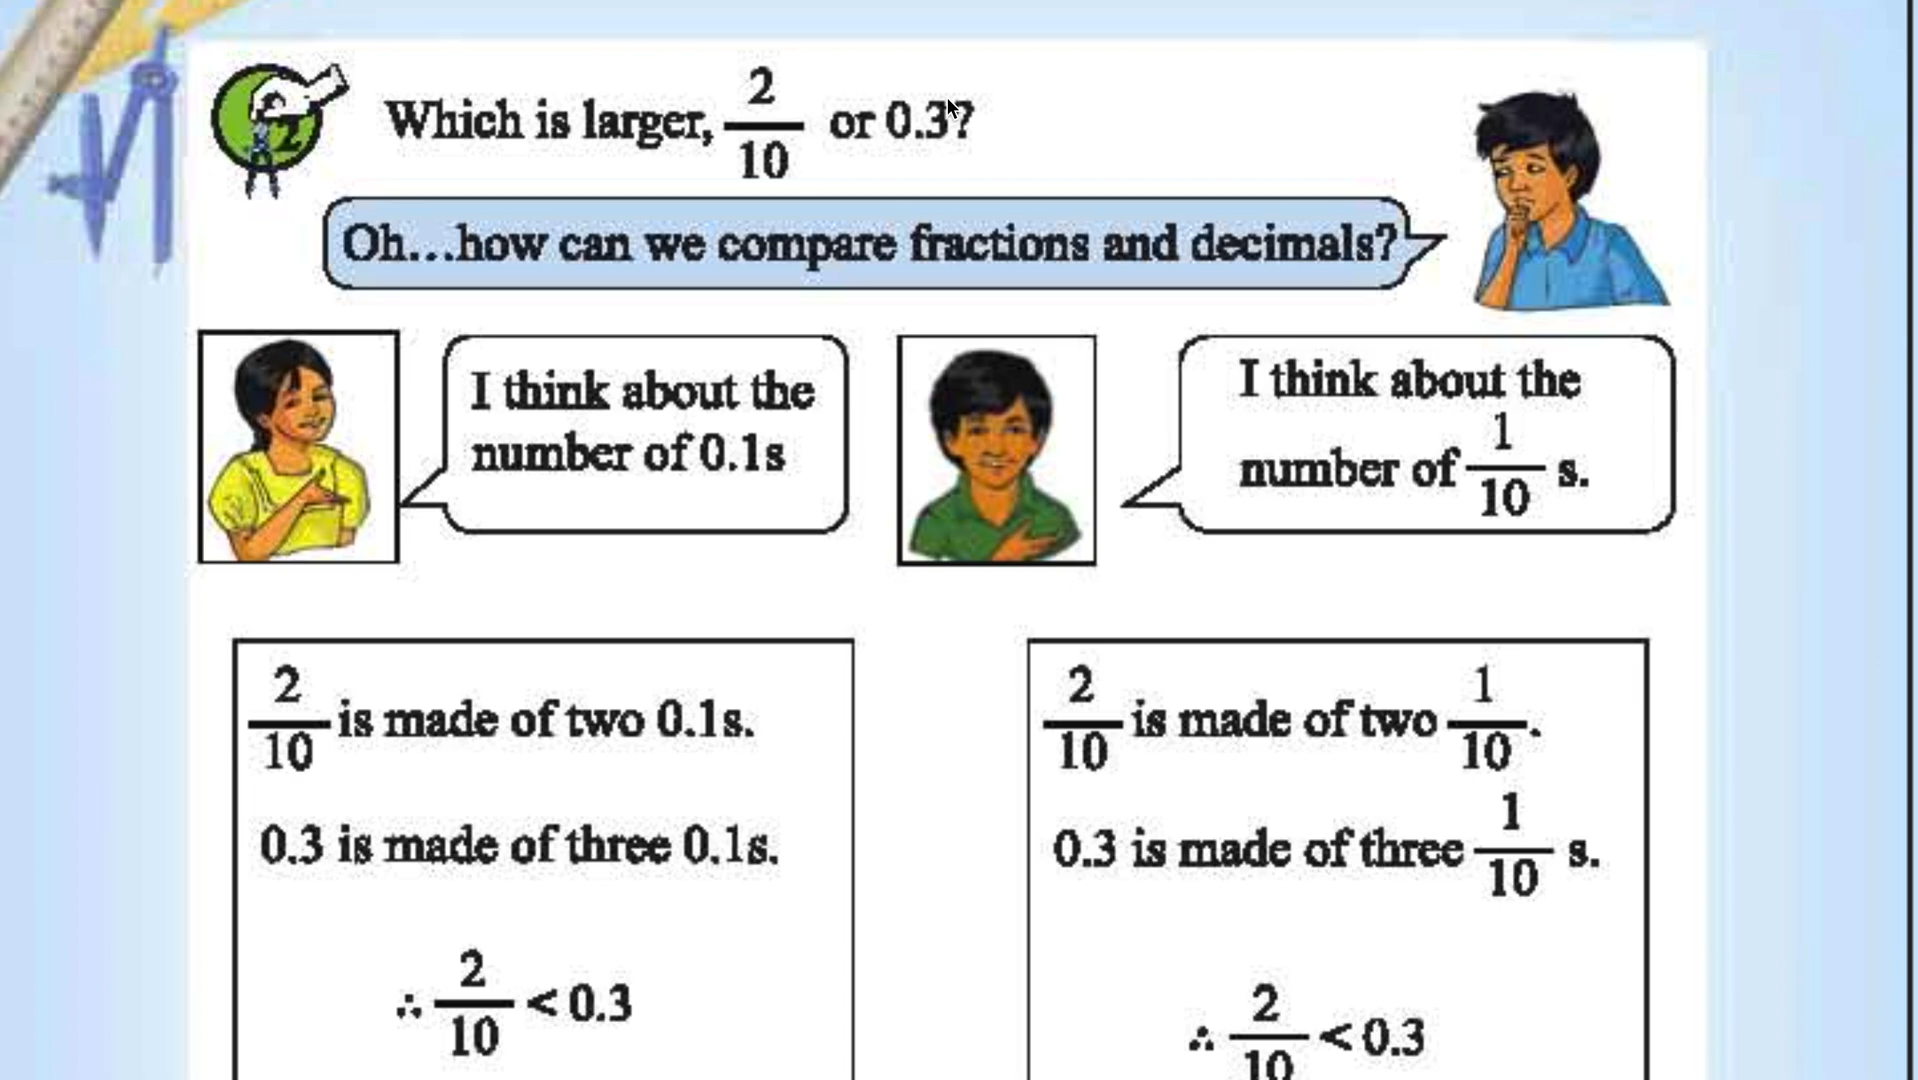 2
Which is larger, 2/10 or 0.3?
Oh...how can we compare fractions and decimals?
I think about the
number of 0.1s
I think about the
number of 1/10 s.
2/10 is made of two 0.1s.
0.3 is made of three 0.1s.
∴ 2/10 < 0.3
2/10 is made of two 1/10.
0.3 is made of three 1/10 s.
∴ 2/10 < 0.3